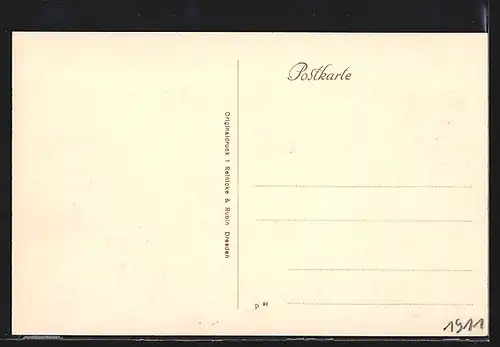 Postkarte
Originaldruck i. Reinicke & Rubin Dresden
D M
1911